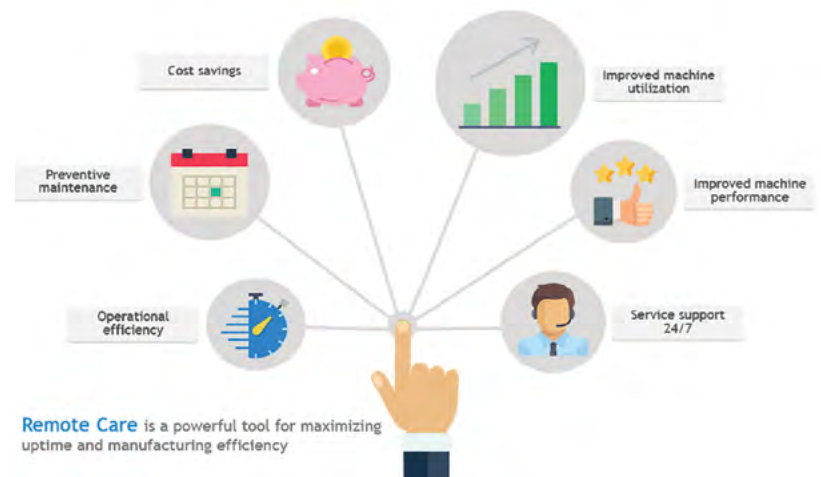 Cost savings
Improved machine
utilization
Preventive
maintenance
Improved machine
performance
Operational
efficiency
Service support
24/7
Remote Care is a powerful tool for maximizing
uptime and manufacturing efficiency